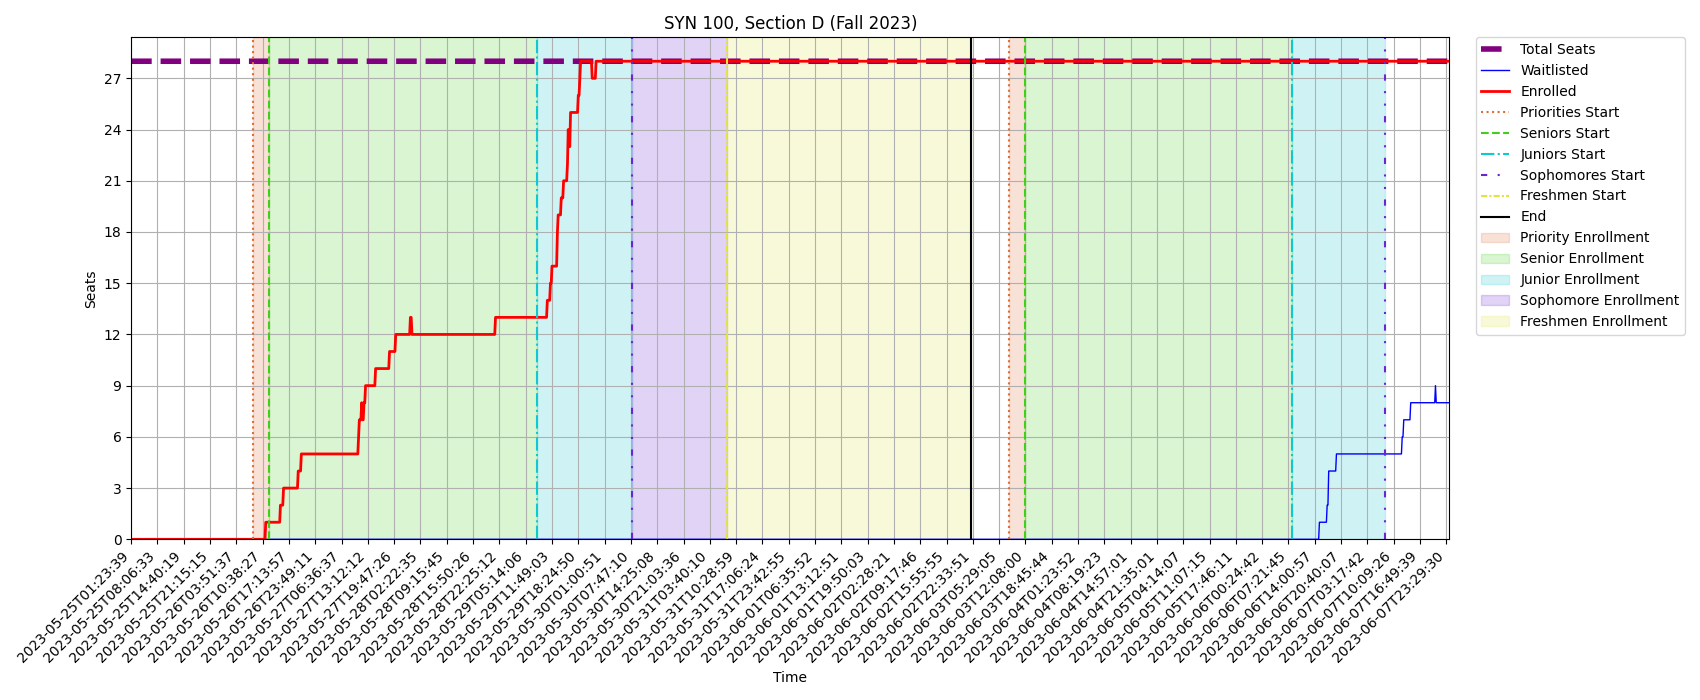 SYN 100, Section D (Fall 2023)
Total Seats
Waitlisted
Enrolled
Priorities Start
Seniors Start
Juniors Start
Sophomores Start
Freshmen Start
End
Priority Enrollment
Senior Enrollment
Junior Enrollment
Sophomore Enrollment
Freshmen Enrollment
Seats
27
24
21
18
15
12
9
6
3
0
2023-05-25T01:23:39
2023-05-25T08:06:33
2023-05-25T14:40:19
2023-05-25T21:15:15
2023-05-26T03:51:37
2023-05-26T10:38:27
2023-05-26T17:13:57
2023-05-26T23:49:11
2023-05-27T06:36:37
2023-05-27T13:12:12
2023-05-27T19:47:26
2023-05-28T02:22:35
2023-05-28T09:15:45
2023-05-28T15:50:26
2023-05-28T22:25:12
2023-05-29T05:14:06
2023-05-29T11:49:03
2023-05-29T18:24:50
2023-05-30T01:00:51
2023-05-30T07:47:10
2023-05-30T14:25:08
2023-05-30T21:03:36
2023-05-31T03:40:19
2023-05-31T10:28:59
2023-05-31T17:06:24
2023-05-31T23:42:55
2023-06-01T06:35:52
2023-06-01T13:12:51
2023-06-01T19:50:03
2023-06-02T02:28:21
2023-06-02T09:17:46
2023-06-02T15:55:55
2023-06-02T22:33:51
2023-06-03T05:29:05
2023-06-03T12:08:00
2023-06-03T18:45:44
2023-06-04T01:23:52
2023-06-04T08:19:23
2023-06-04T14:57:01
2023-06-04T21:35:01
2023-06-05T04:14:07
2023-06-05T11:07:15
2023-06-05T17:46:11
2023-06-06T00:24:42
2023-06-06T07:21:45
2023-06-06T14:00:57
2023-06-06T20:40:07
2023-06-07T03:17:42
2023-06-07T10:09:26
2023-06-07T16:49:39
2023-06-07T23:29:30
Time